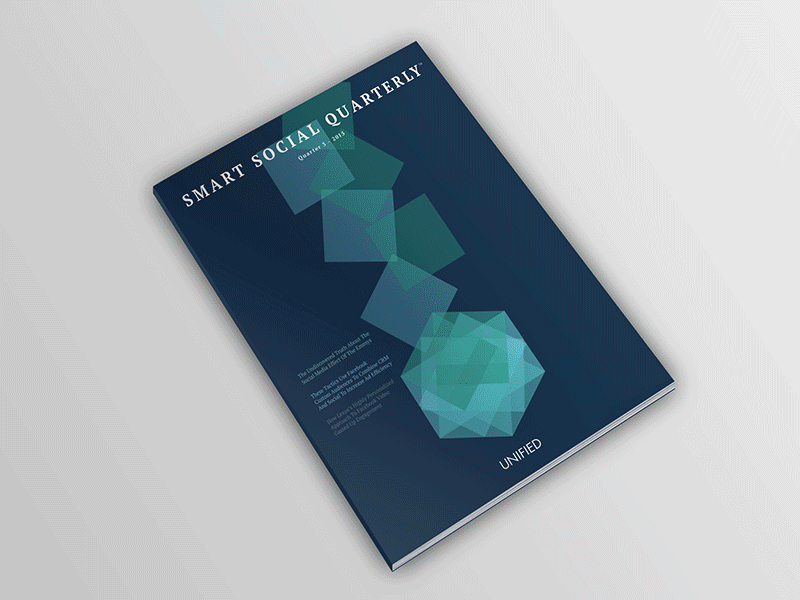 SMART SOCIAL QUARTERLY™
Quarter 3 - 2015
The Undiscovered Truth About The
Social Media Effect Of The Emmys
These Tactics Use Facebook
Custom Audiences To Combine CRM
And Social To Increase Ad Efficiency
How Lexus's Highly Personalized
Approach To Facebook Video
Geared Up Engagement
UNIFIED